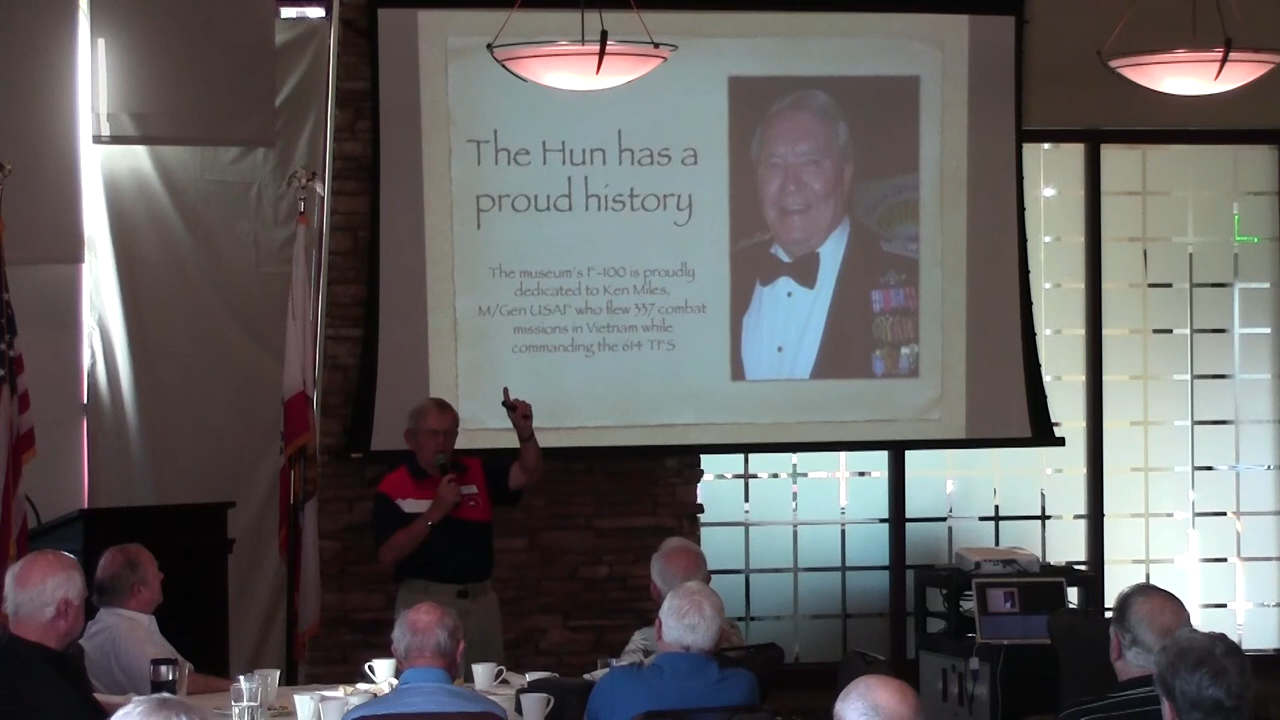 The Hun has a
proud history
The museum's F-100 is proudly
dedicated to Ken Miles,
M/Gen USAF who flew 337 combat
missions in Vietnam while
commanding the 614 TFS